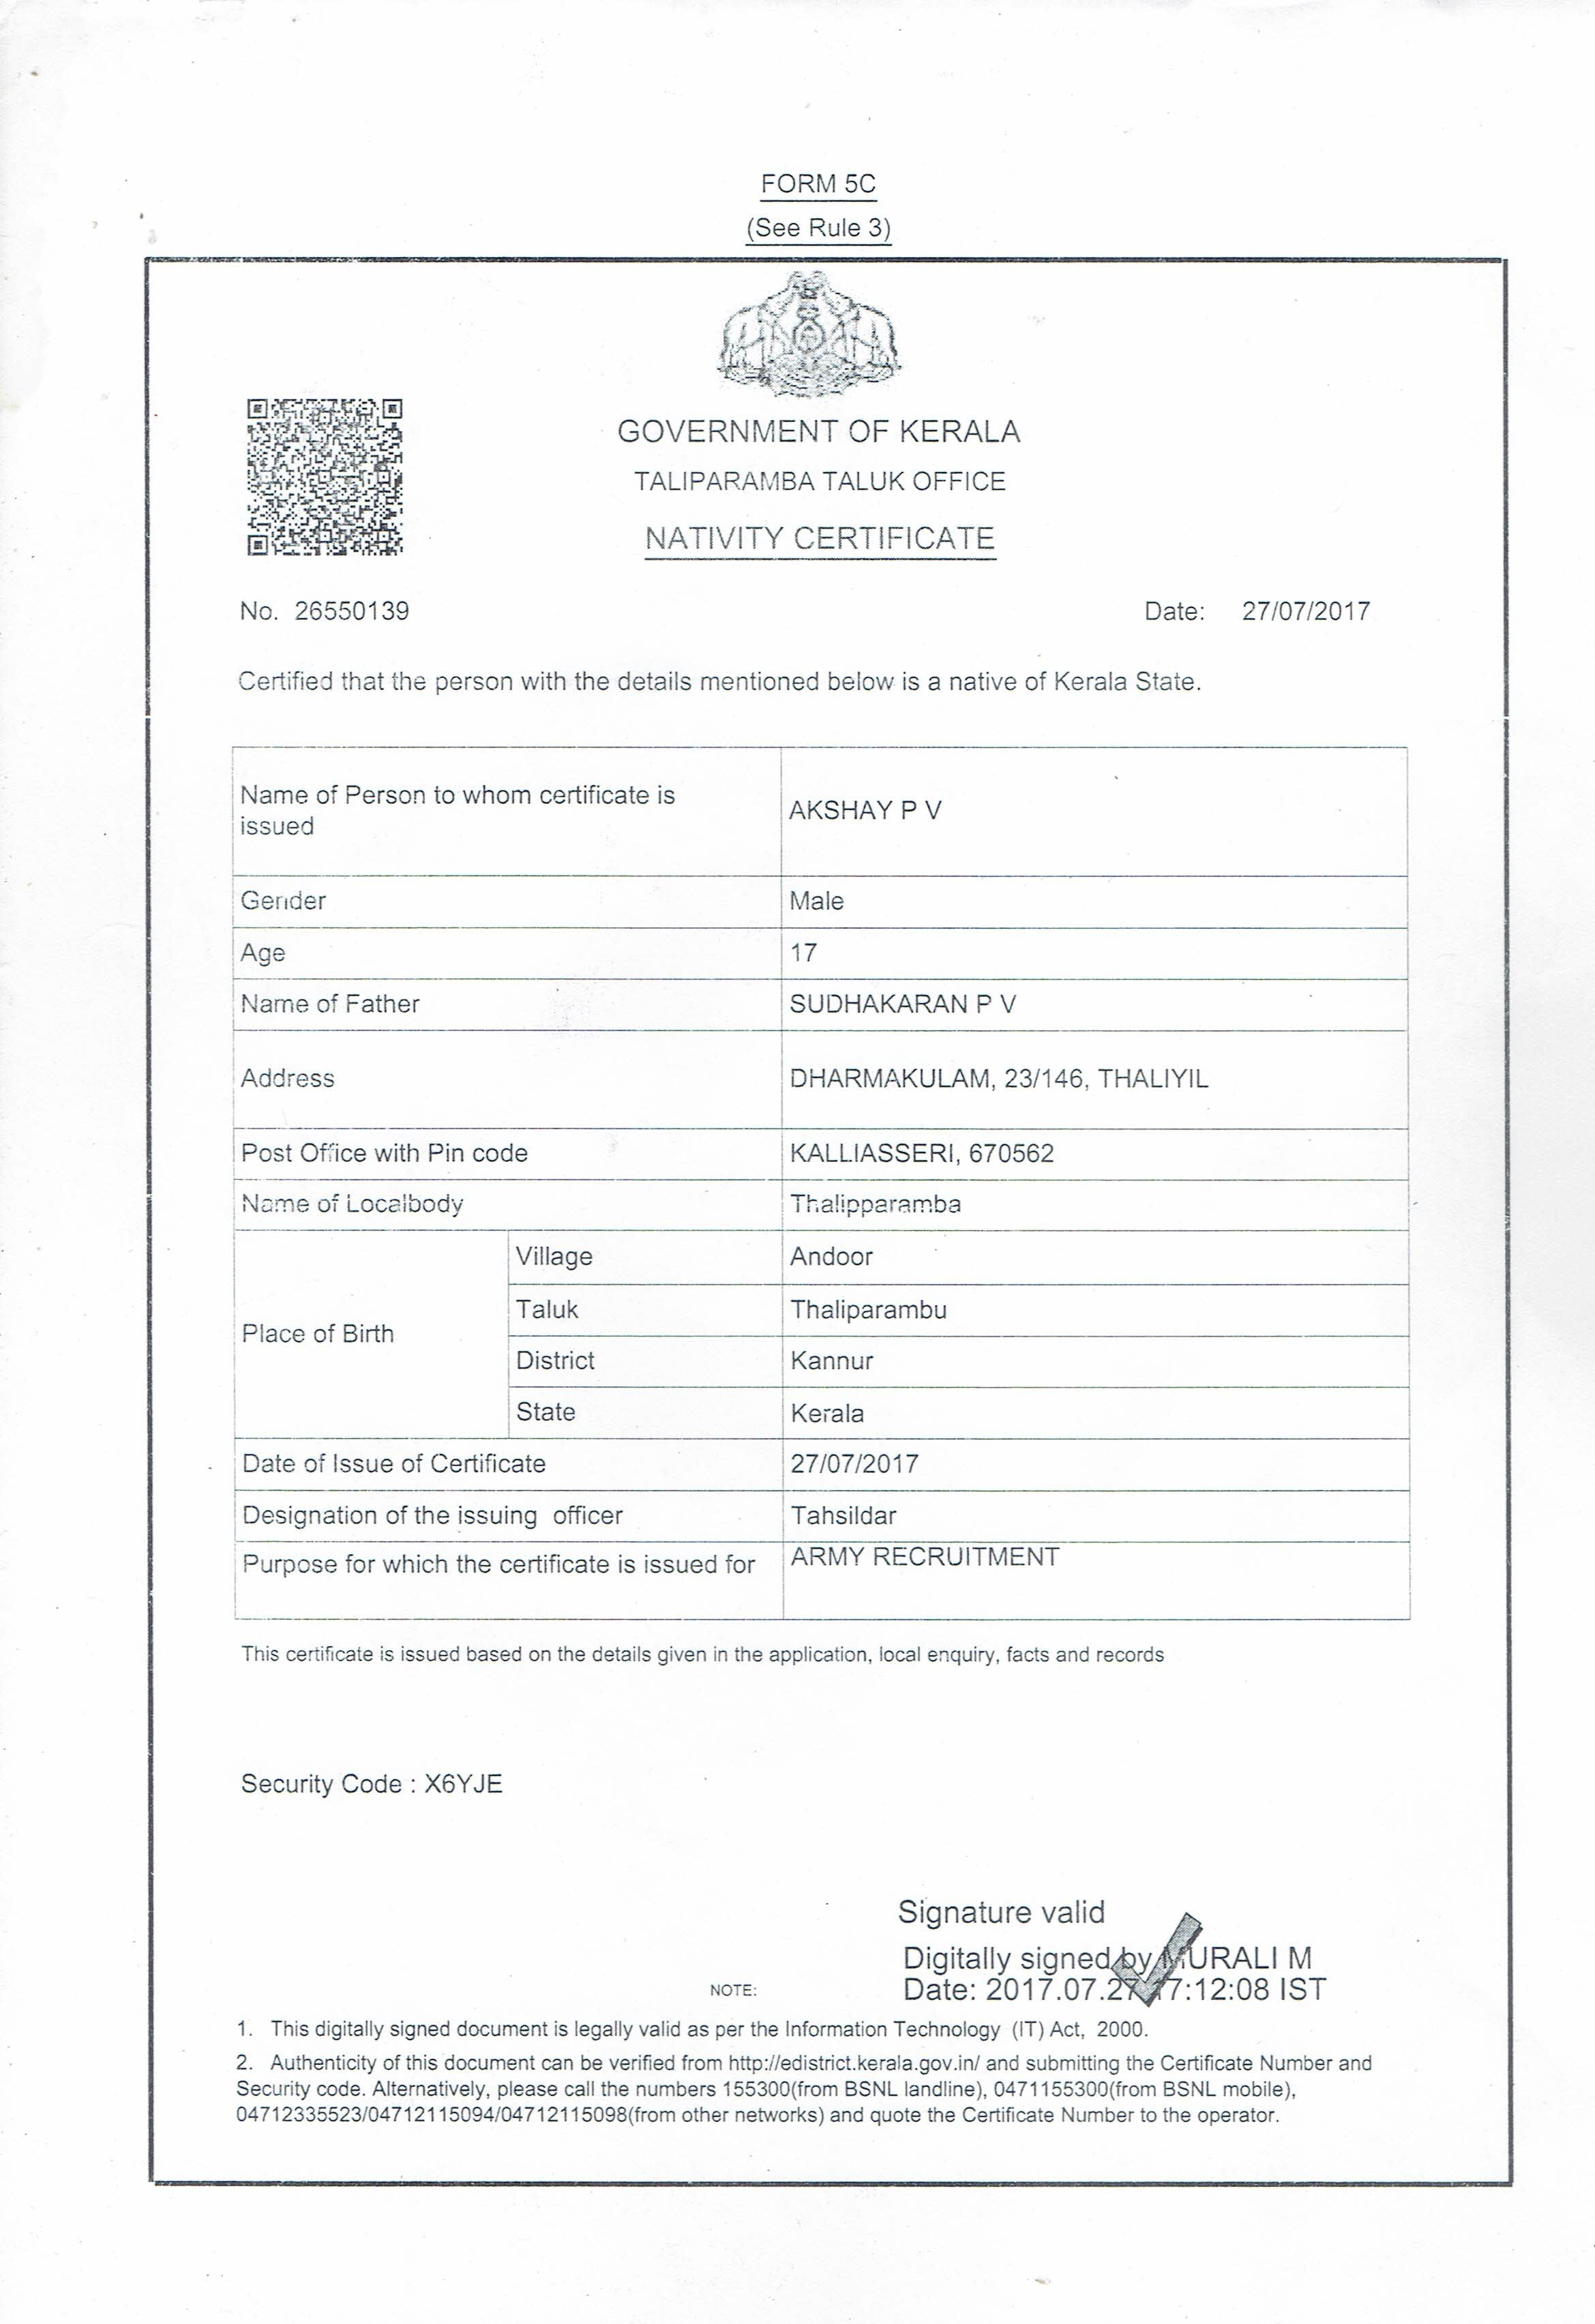 FORM 5C
(See Rule 3)
GOVERNMENT OF KERALA
TALIPARAMBA TALUK OFFICE
NATIVITY CERTIFICATE
No. 26550139 Date: 27/07/2017
Certified that the person with the details mentioned below is a native of Kerala State.
Name of Person to whom certificate is
issued
AKSHAY P V
Gender Male
Age 17
Name of Father SUDHAKARAN P V
Address DHARMAKULAM, 23/146, THALIYIL
Post Office with Pin code KALLIASSERI, 670562
Name of Localbody Thalipparamba
Place of Birth
Village Andoor
Taluk Thaliparambu
District Kannur
State Kerala
Date of Issue of Certificate 27/07/2017
Designation of the issuing officer Tahsildar
Purpose for which the certificate is issued for ARMY RECRUITMENT
This certificate is issued based on the details given in the application, local enquiry, facts and records
Security Code : X6YJE
Signature valid
Digitally signed by MURALI M
Date: 2017.07.27 17:12:08 IST
NOTE:
1. This digitally signed document is legally valid as per the Information Technology (IT) Act, 2000.
2. Authenticity of this document can be verified from http://edistrict.kerala.gov.in/ and submitting the Certificate Number and
Security code. Alternatively, please call the numbers 155300(from BSNL landline), 0471155300(from BSNL mobile),
04712335523/04712115094/04712115098(from other networks) and quote the Certificate Number to the operator.